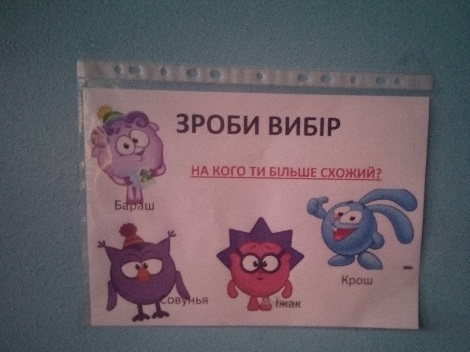 ЗРОБИ ВИБІР
НА КОГО ТИ БІЛЬШЕ СХОЖИЙ?
Бараш
Совунья
Їжак
Крош